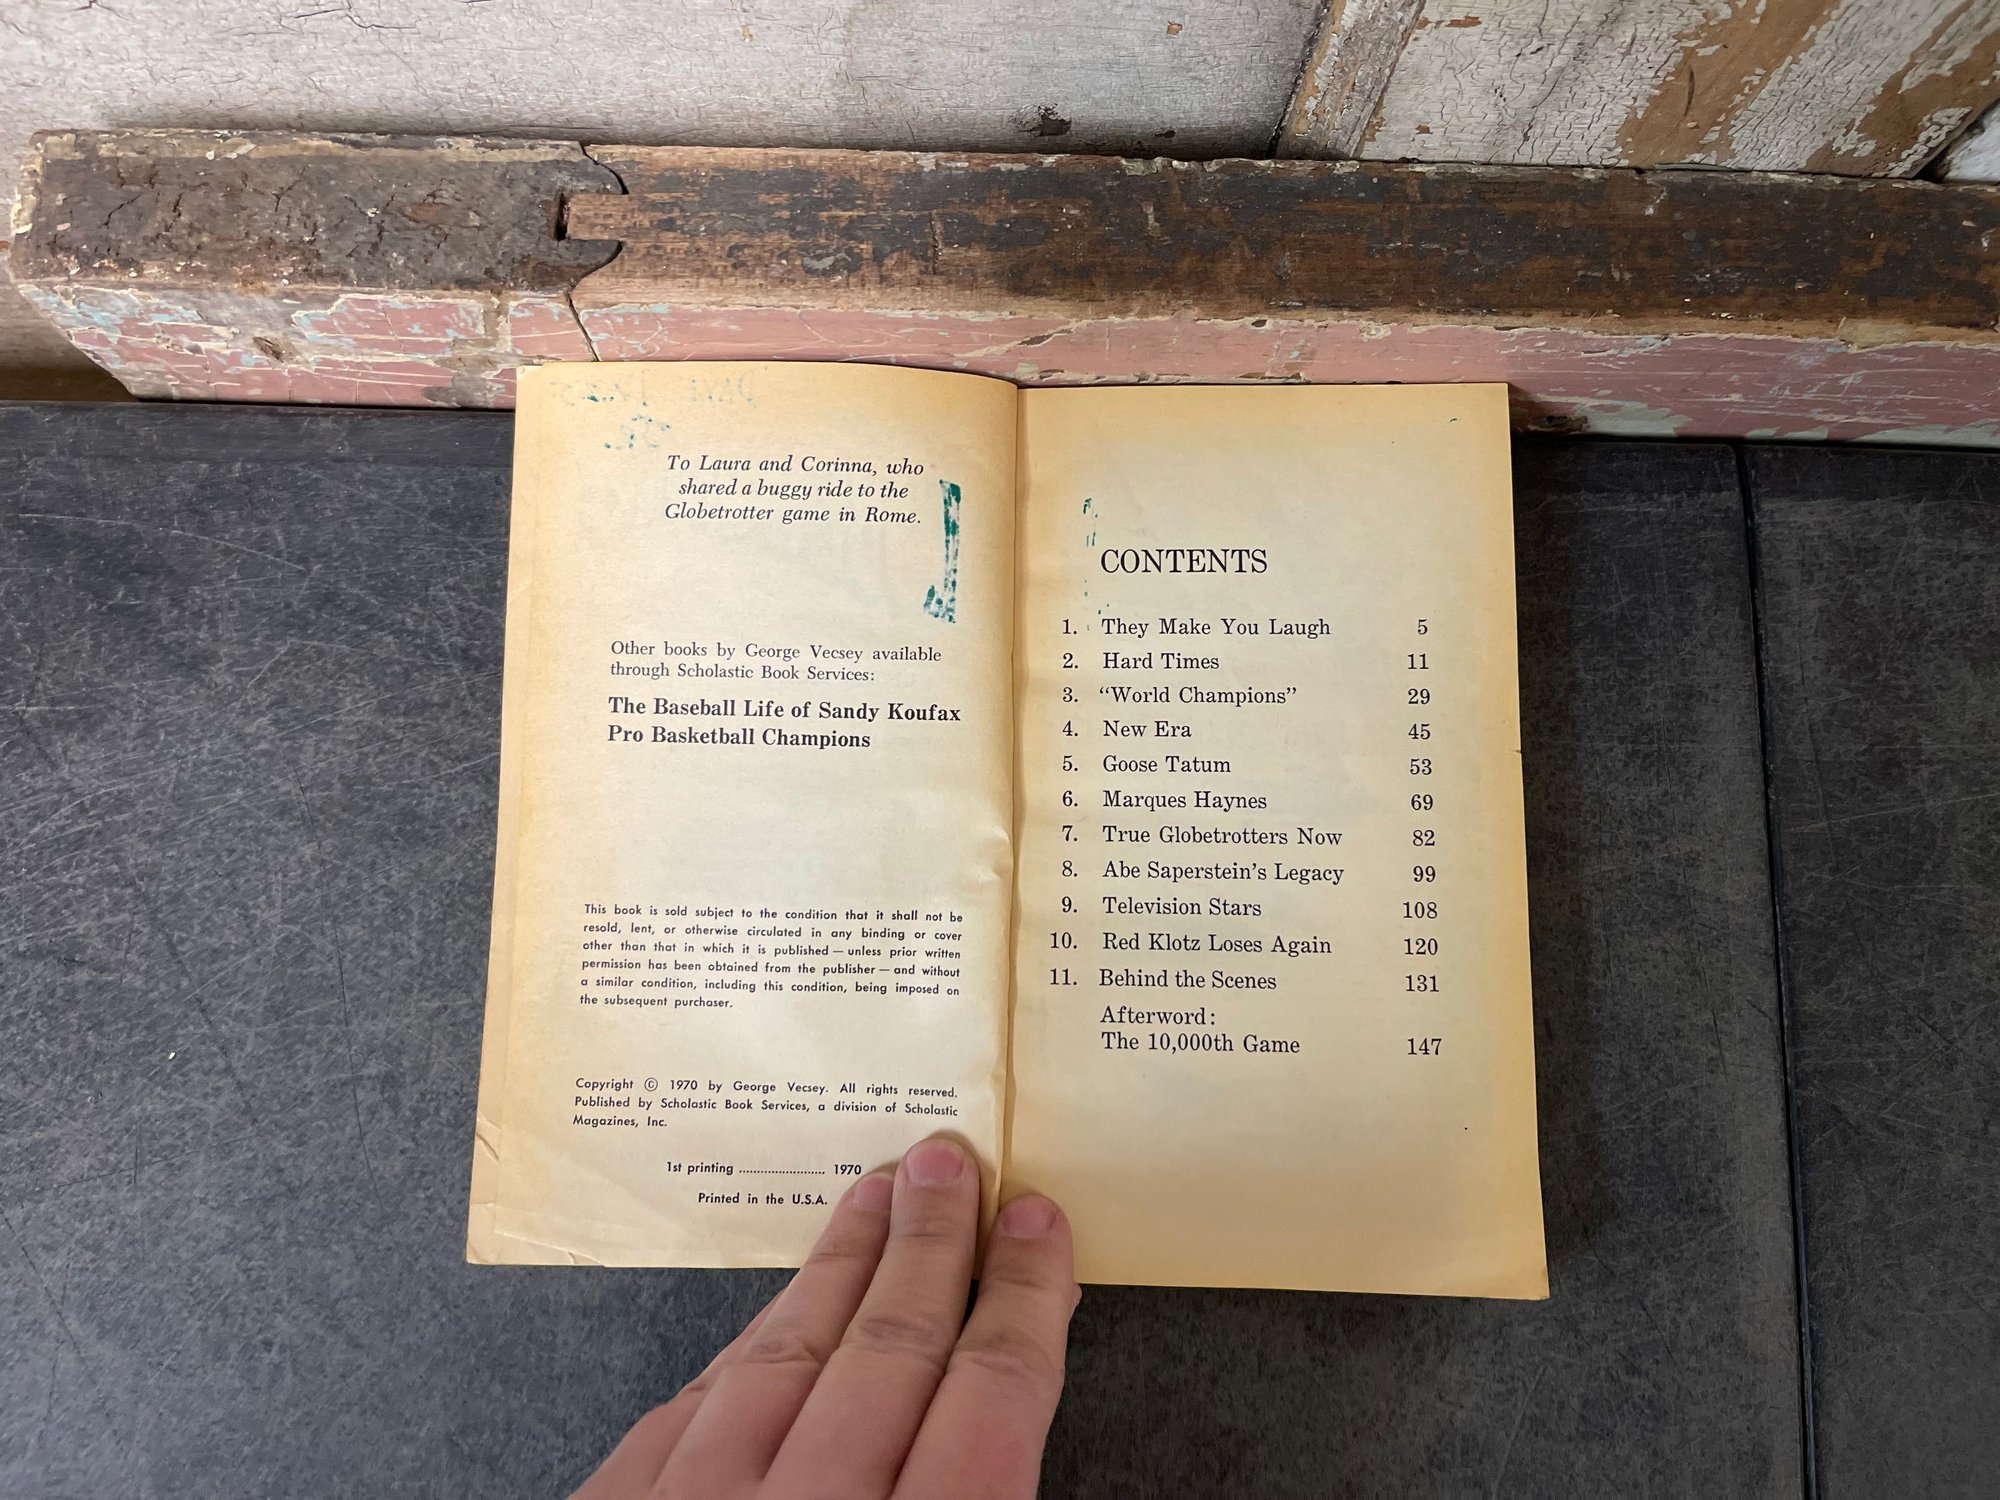 To Laura and Corinna, who
shared a buggy ride to the
Globetrotter game in Rome.
Other books by George Vecsey available
through Scholastic Book Services:
The Baseball Life of Sandy Koufax
Pro Basketball Champions
This book is sold subject to the condition that it shall not be
resold, lent, or otherwise circulated in any binding or cover
other than that in which it is published — unless prior written
permission has been obtained from the publisher — and without
a similar condition, including this condition, being imposed on
the subsequent purchaser.
Copyright © 1970 by George Vecsey. All rights reserved.
Published by Scholastic Book Services, a division of Scholastic
Magazines, Inc.
1st printing ........................ 1970
Printed in the U.S.A.
CONTENTS
1. They Make You Laugh 5
2. Hard Times 11
3. “World Champions” 29
4. New Era 45
5. Goose Tatum 53
6. Marques Haynes 69
7. True Globetrotters Now 82
8. Abe Saperstein's Legacy 99
9. Television Stars 108
10. Red Klotz Loses Again 120
11. Behind the Scenes 131
Afterword:
The 10,000th Game 147